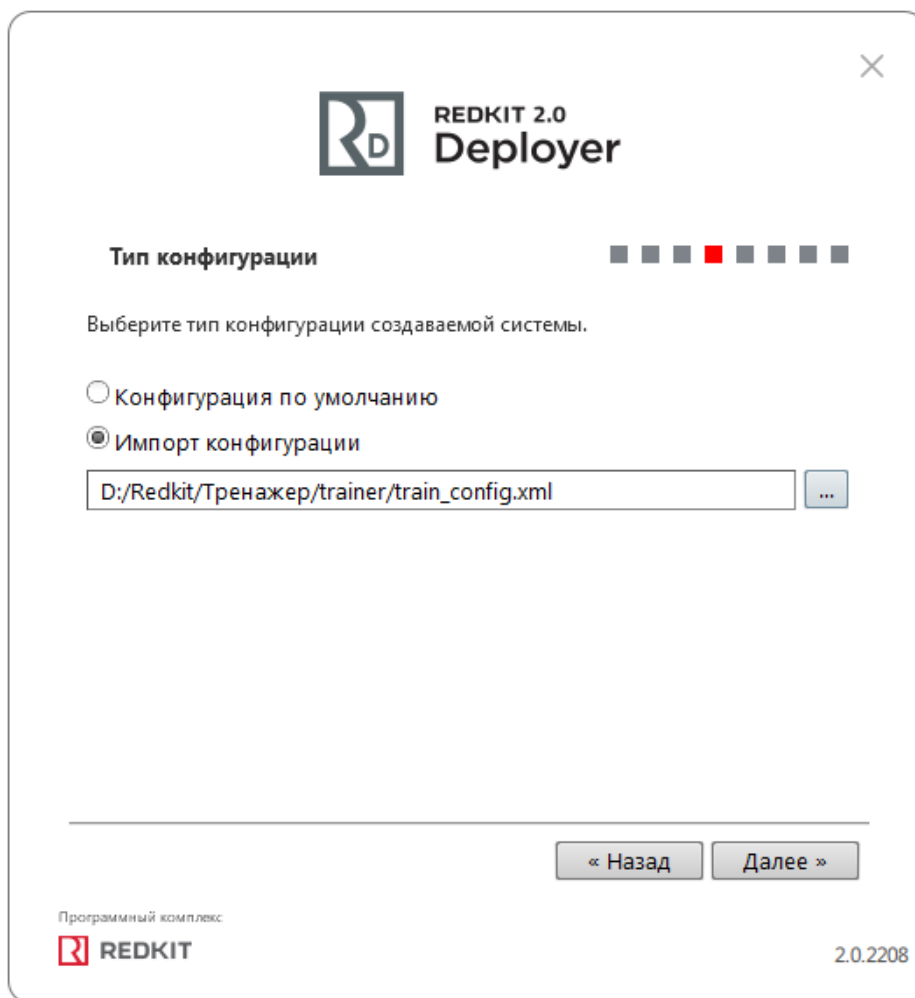 REDKIT 2.0
RD Deployer
Тип конфигурации
Выберите тип конфигурации создаваемой системы.
Конфигурация по умолчанию
Импорт конфигурации
D:/Redkit/Тренажер/trainer/train_config.xml
...
« Назад
Далее »
Программный комплекс
REDKIT
2.0.2208